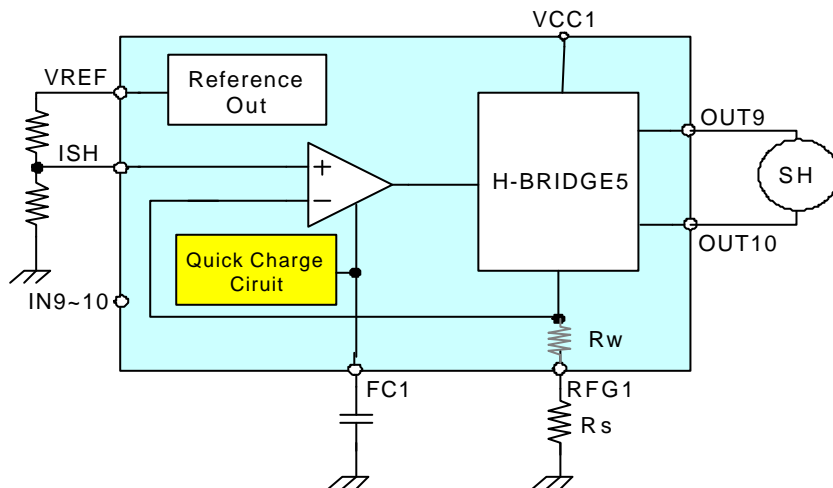 VCC1
VREF
Reference
Out
OUT9
ISH
+
H-BRIDGE5
SH
−
Quick Charge
Ciruit
OUT10
IN9~10
Rw
FC1
RFG1
Rs